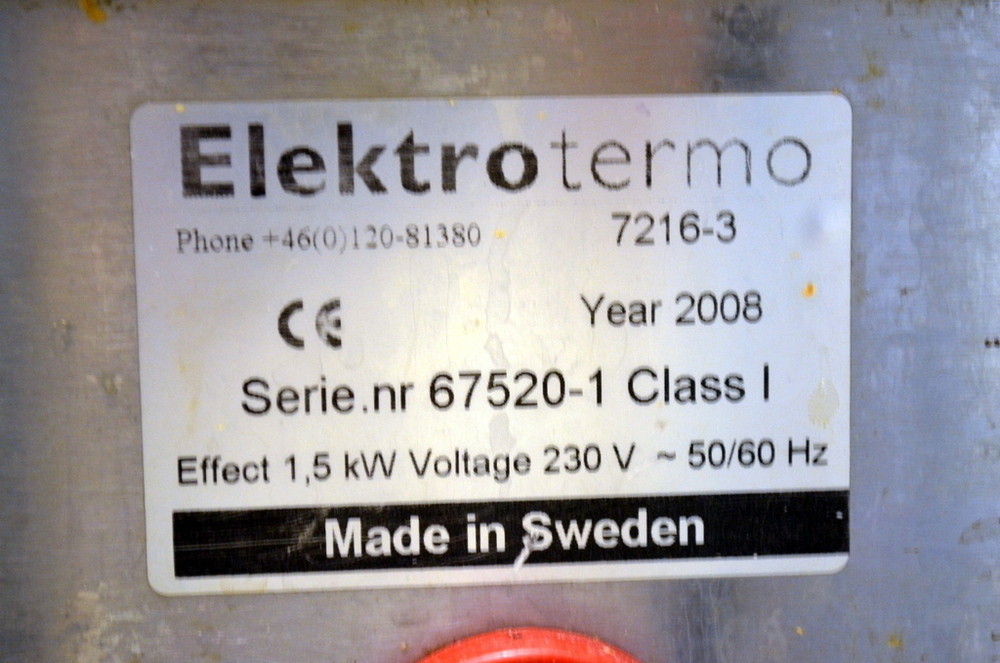 Elektrotermo
Phone +46(0)120-81380 7216-3
CE Year 2008
Serie.nr 67520-1 Class I
Effect 1,5 kW Voltage 230 V ~ 50/60 Hz
Made in Sweden